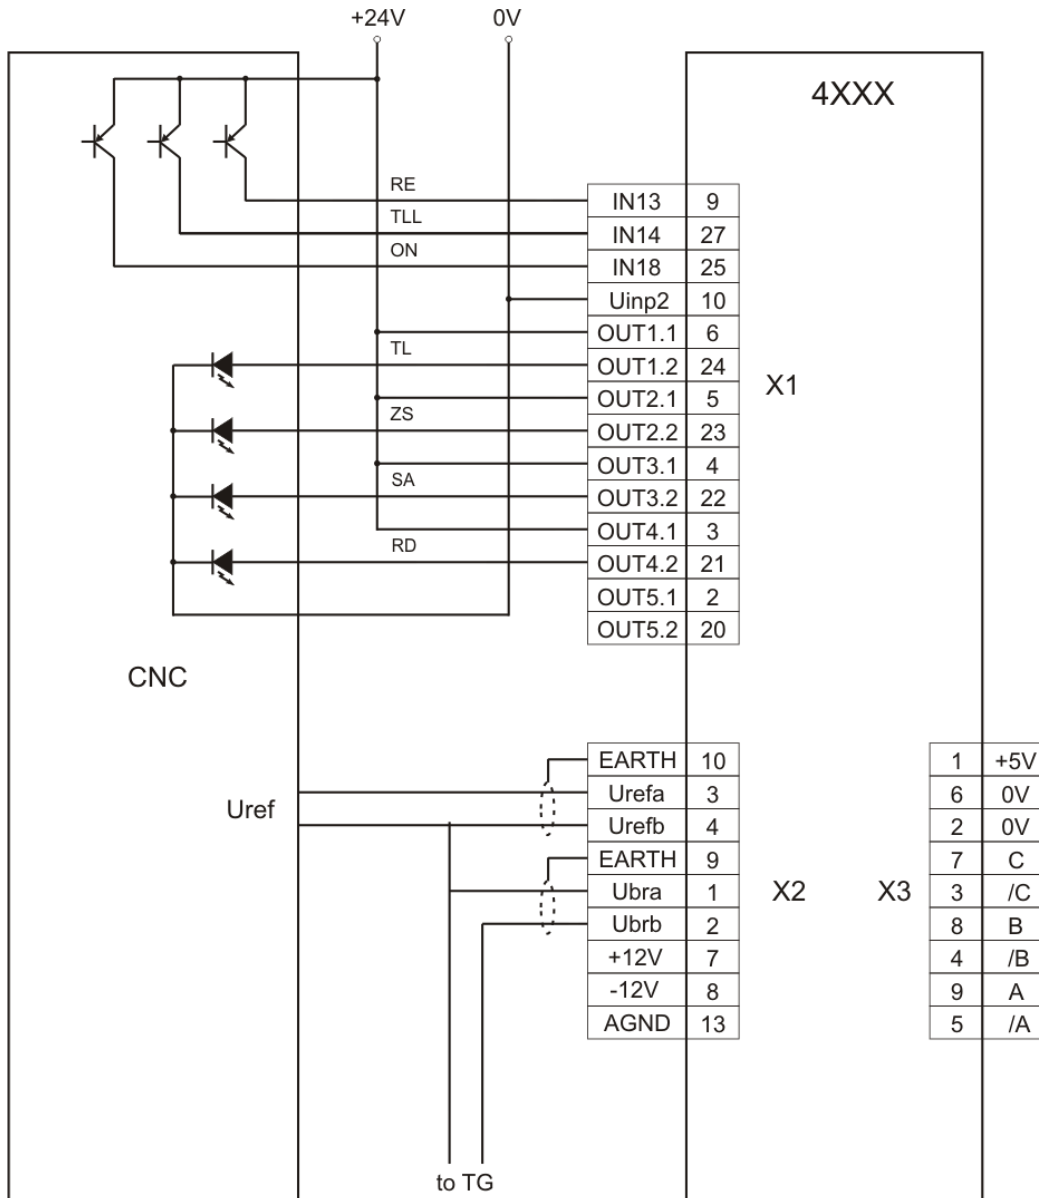 +24V 0V
4XXX
RE IN13 9
TLL IN14 27
ON IN18 25
Uinp2 10
OUT1.1 6
TL OUT1.2 24
X1
OUT2.1 5
ZS OUT2.2 23
OUT3.1 4
SA OUT3.2 22
OUT4.1 3
RD OUT4.2 21
OUT5.1 2
OUT5.2 20
CNC
EARTH 10 1 +5V
Uref Urefa 3 6 0V
Urefb 4 2 0V
EARTH 9 7 C
Ubra 1 X2 X3 3 /C
Ubrb 2 8 B
+12V 7 4 /B
-12V 8 9 A
AGND 13 5 /A
to TG